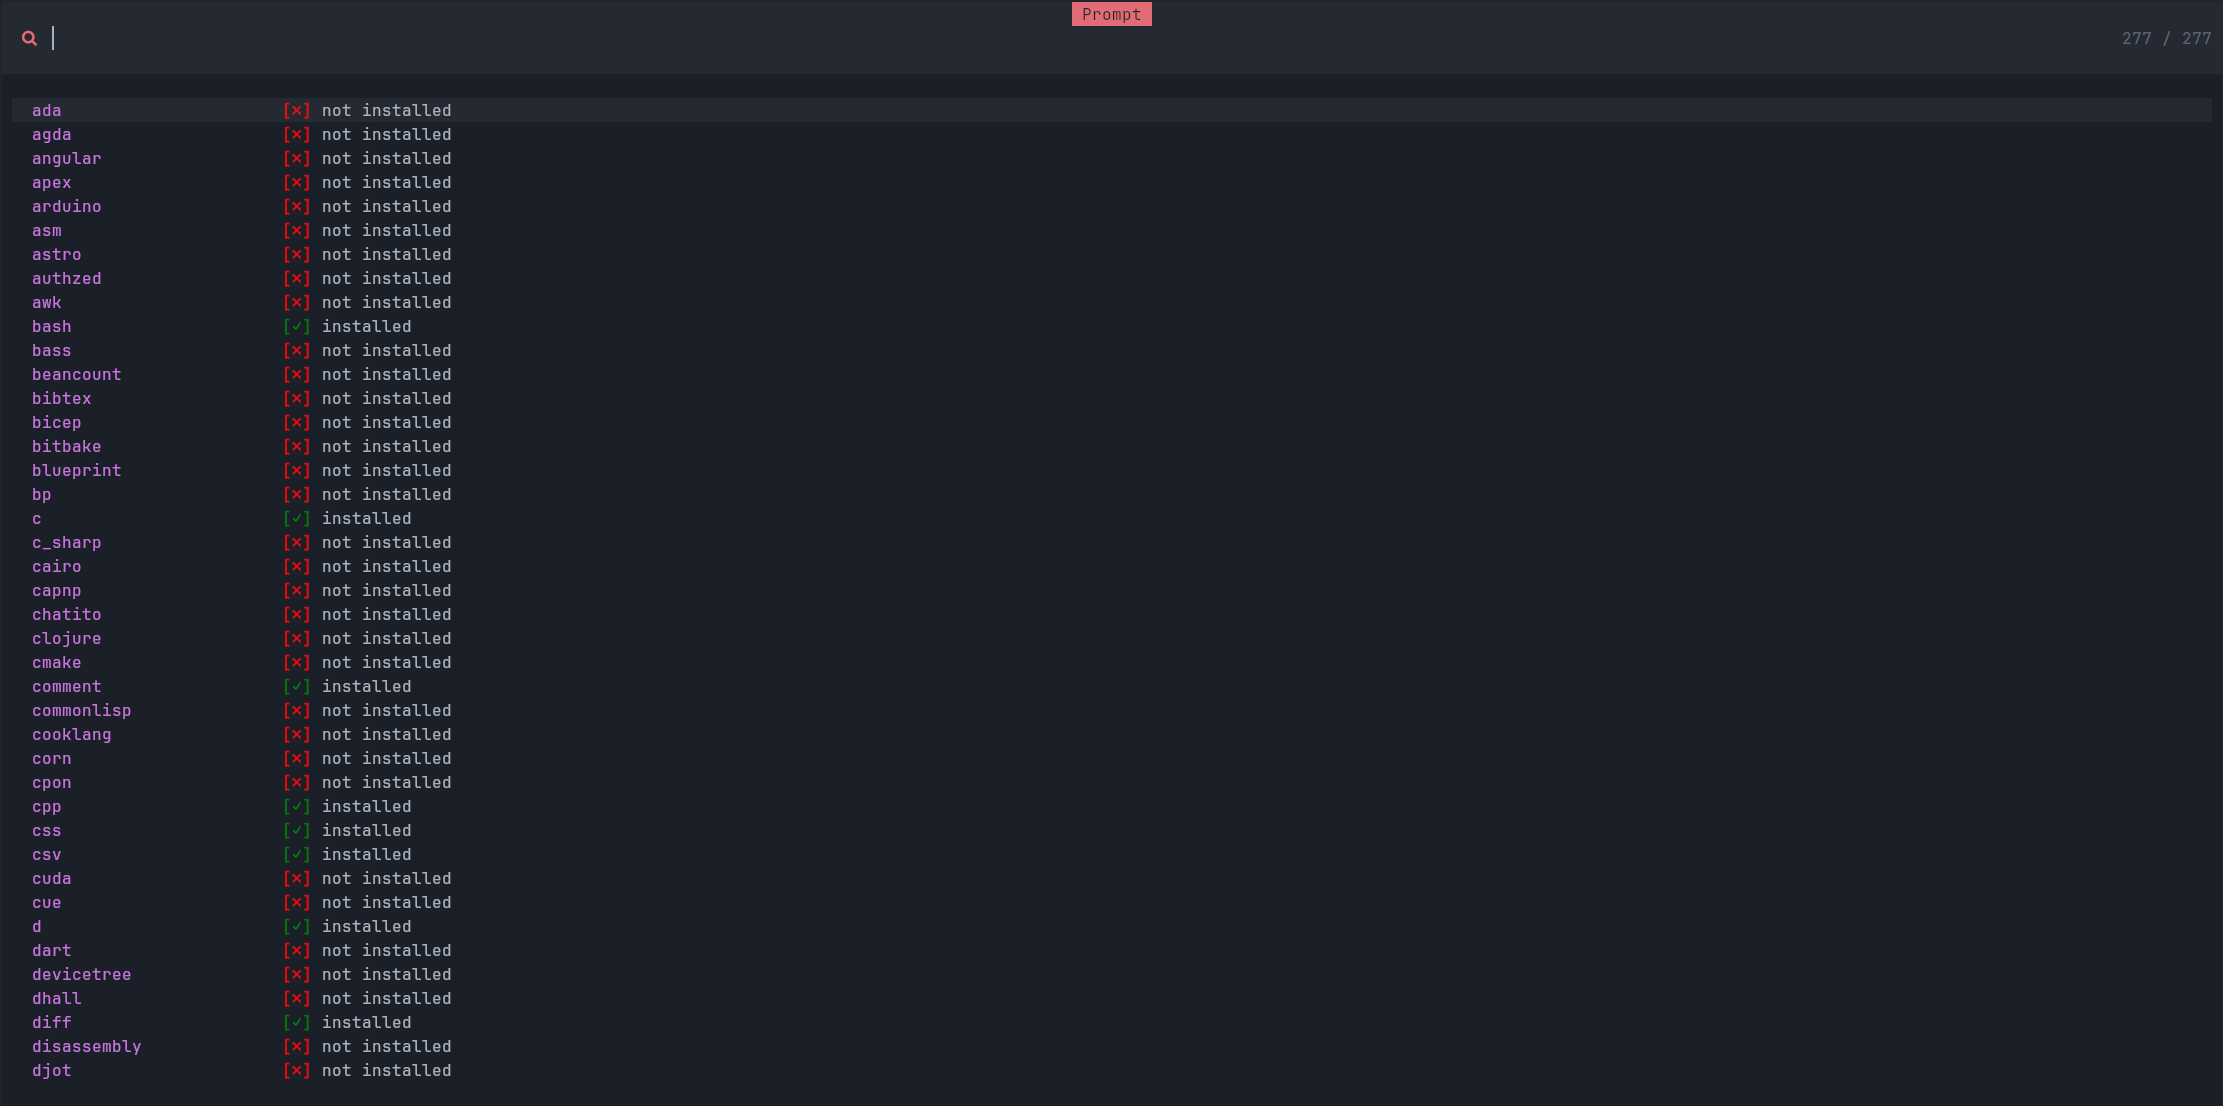 Prompt
277 / 277
ada [✗] not installed
agda [✗] not installed
angular [✗] not installed
apex [✗] not installed
arduino [✗] not installed
asm [✗] not installed
astro [✗] not installed
authzed [✗] not installed
awk [✗] not installed
bash [✓] installed
bass [✗] not installed
beancount [✗] not installed
bibtex [✗] not installed
bicep [✗] not installed
bitbake [✗] not installed
blueprint [✗] not installed
bp [✗] not installed
c [✓] installed
c_sharp [✗] not installed
cairo [✗] not installed
capnp [✗] not installed
chatito [✗] not installed
clojure [✗] not installed
cmake [✗] not installed
comment [✓] installed
commonlisp [✗] not installed
cooklang [✗] not installed
corn [✗] not installed
cpon [✗] not installed
cpp [✓] installed
css [✓] installed
csv [✓] installed
cuda [✗] not installed
cue [✗] not installed
d [✓] installed
dart [✗] not installed
devicetree [✗] not installed
dhall [✗] not installed
diff [✓] installed
disassembly [✗] not installed
djot [✗] not installed